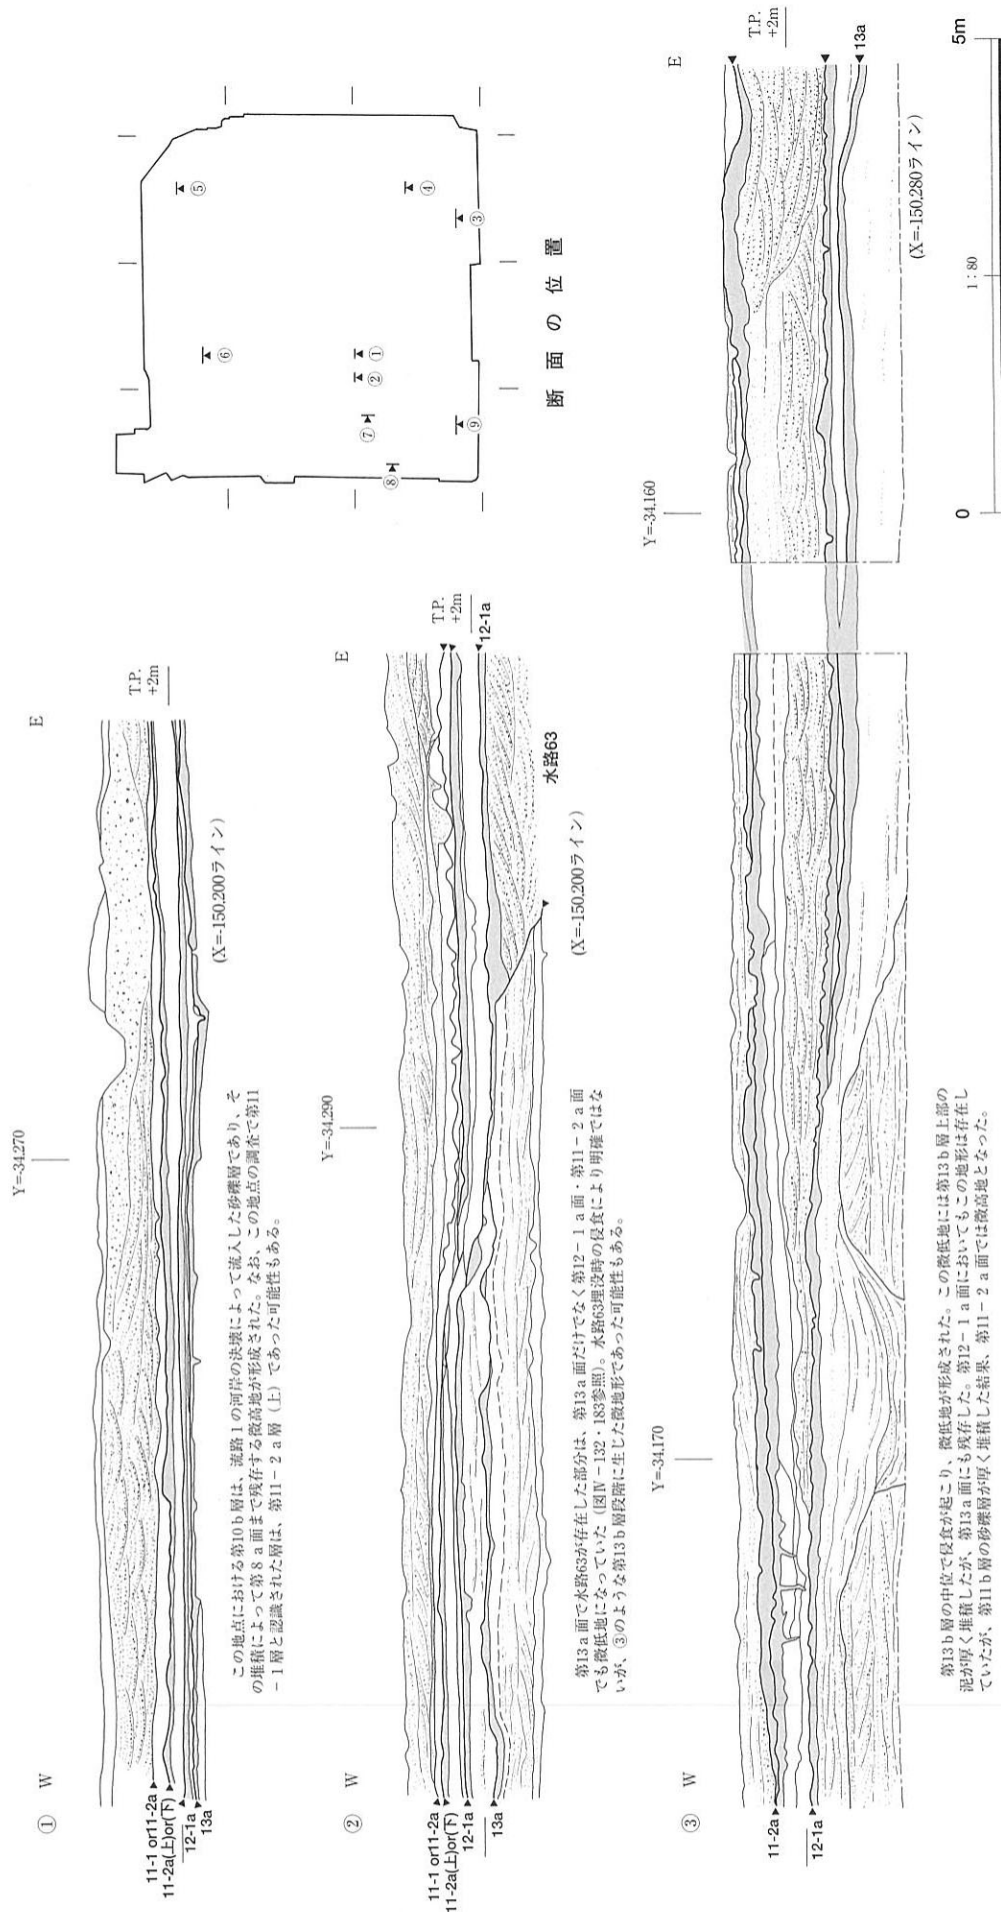 ① W
E
Y=-34,270
T.P.
+2m
11-1 or11-2a
11-2a(上)or(下)
12-1a
13a
(X=-150,200ライン)
この地点における第10b層は、流路1の河岸の決壊によって流入した砂礫層であり、そ
の堆積によって第8a面まで残存する微高地が形成された。なお、この地点の調査で第11
-1層と認識された層は、第11-2a層(上)であった可能性もある。
② W
E
Y=-34,290
T.P.
+2m
12-1a
11-1 or11-2a
11-2a(上)or(下)
12-1a
13a
水路63
(X=-150,200ライン)
第13a面で水路63が存在した部分は、第13a面だけでなく第12-1a面・第11-2a面
でも微低地になっていた(図Ⅳ-132・183参照)。水路63埋没時の侵食により明確ではな
いが、③のような第13b層段階に生じた微地形であった可能性もある。
③ W
E
Y=-34,170
Y=-34,160
T.P.
+2m
11-2a
12-1a
13a
(X=-150,280ライン)
第13b層の中位で侵食が起こり、微低地が形成された。この微低地には第13b層上部の
泥が厚く堆積したが、第13a面にも残存した。第12-1a面においてもこの地形は存在し
ていたが、第11b層の砂礫層が厚く堆積した結果、第11-2a面では微高地となった。
⑤
④
③
⑥
①
②
⑦
⑨
⑧
断面の位置
0
1:80
5m